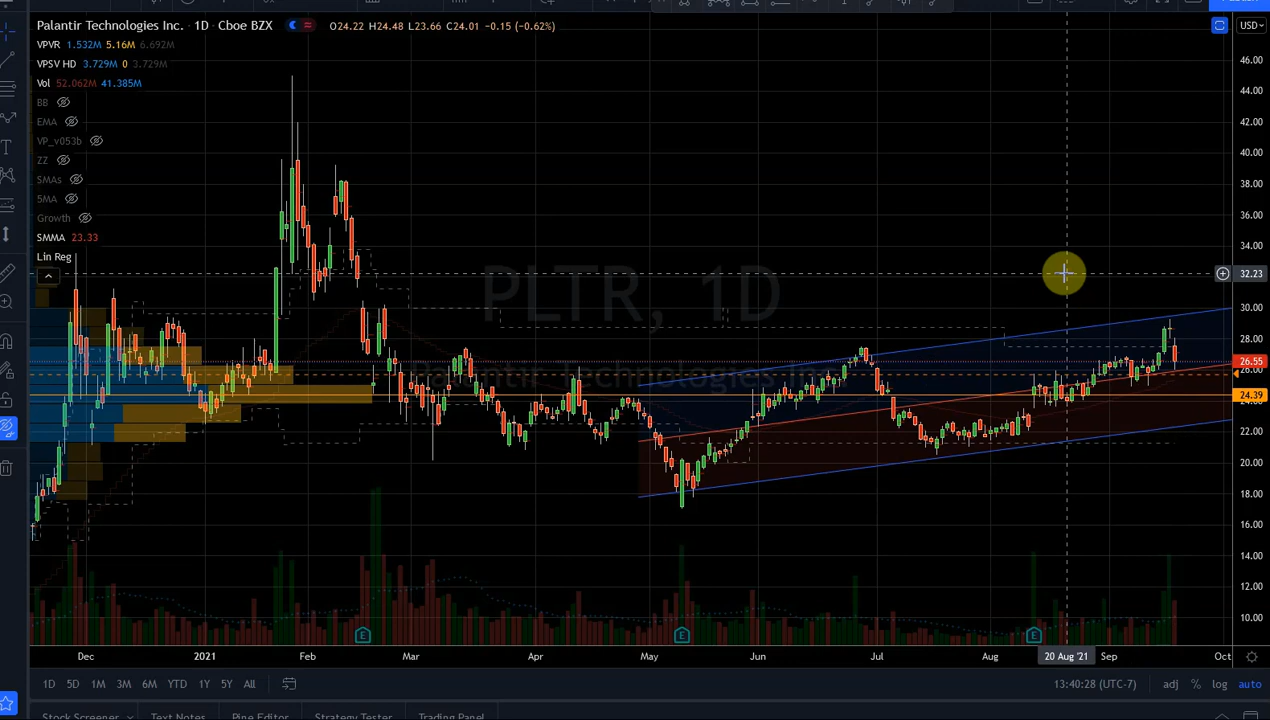 Palantir Technologies Inc. · 1D · Cboe BZX O24.22 H24.48 L23.66 C24.01 -0.15 (-0.62%)
USD
VPVR 1.532M 5.16M 6.692M
VPSV HD 3.729M 0 3.729M
Vol 52.062M 41.385M
BB
EMA
VP_v053b
ZZ
SMAs
5MA
Growth
SMMA 23.33
Lin Reg
PLTR, 1D
Palantir Technologies Inc.
46.00
44.00
42.00
40.00
38.00
36.00
34.00
32.23
30.00
28.00
26.55
26.00
24.39
22.00
20.00
18.00
16.00
14.00
12.00
10.00
E E E
Dec 2021 Feb Mar Apr May Jun Jul Aug 20 Aug '21 Sep Oct
1D 5D 1M 3M 6M YTD 1Y 5Y All 13:40:28 (UTC-7) adj % log auto
Stock Screener Text Notes Pine Editor Strategy Tester Trading Panel